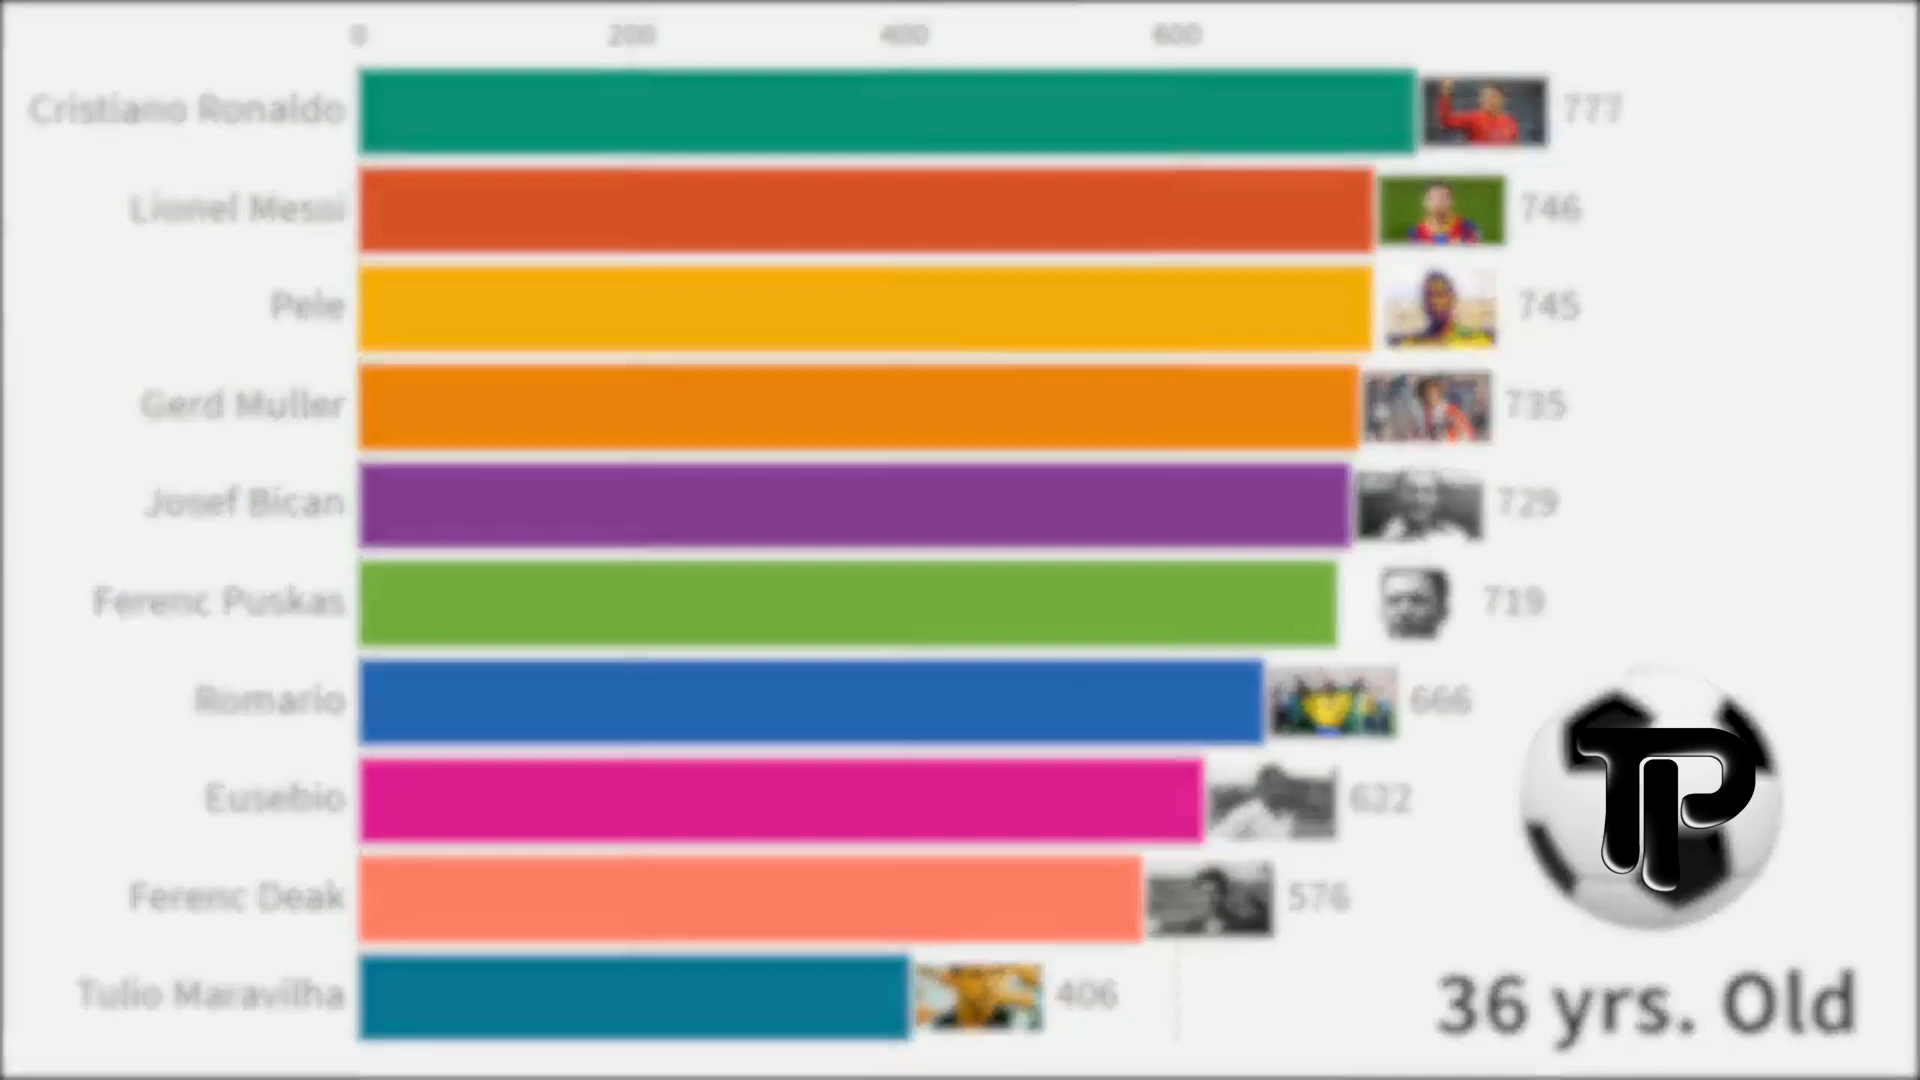 0 200 400 600
Cristiano Ronaldo 777
Lionel Messi 746
Pele 745
Gerd Muller 735
Josef Bican 729
Ferenc Puskas 719
Romario 666
Eusebio 622
Ferenc Deak 576
Tulio Maravilha 406
TP
36 yrs. Old